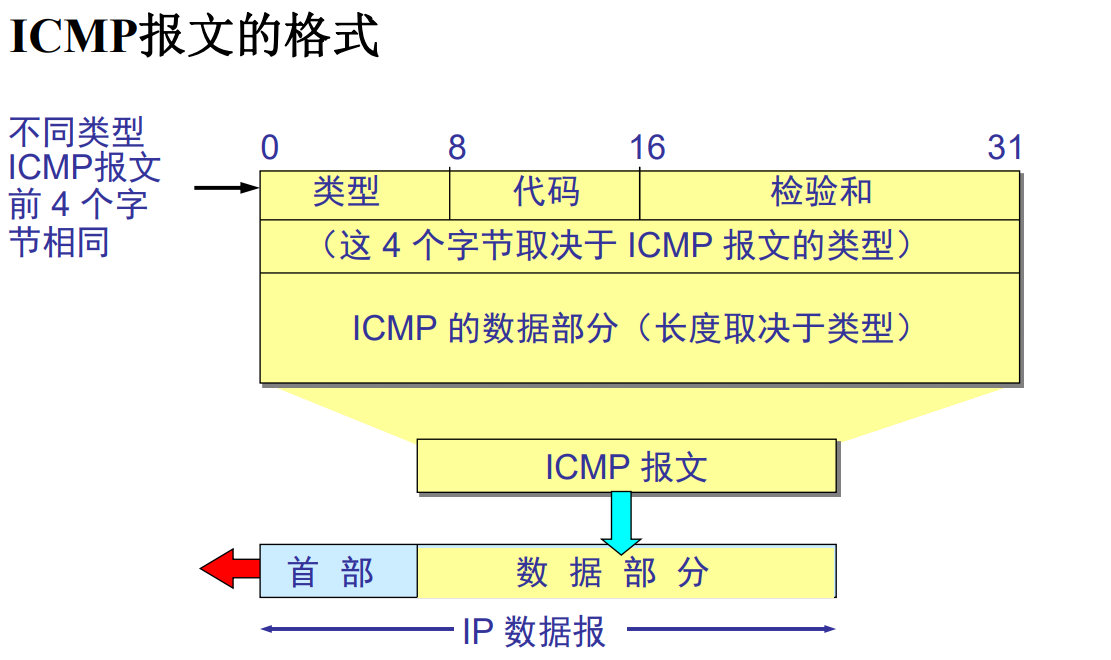 ICMP报文的格式
不同类型
ICMP报文
前 4 个字
节相同
0 8 16 31
类型 代码 检验和
（这 4 个字节取决于 ICMP 报文的类型）
ICMP 的数据部分（长度取决于类型）
ICMP 报文
首 部 数 据 部 分
IP 数据报